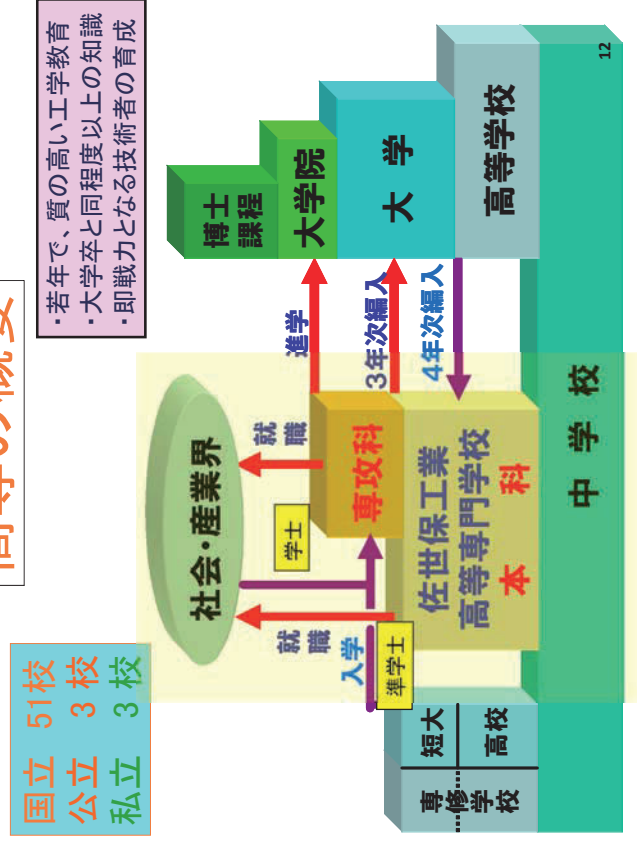 高専の概要
国立 51校
公立 3校
私立 3校
・若年で、質の高い工学教育
・大学卒と同程度以上の知識
・即戦力となる技術者の育成
社会・産業界
就職
就職
学士
準学士
入学
専攻科
進学
3年次編入
4年次編入
佐世保工業
高等専門学校
本 科
博士
課程
大学院
大 学
高等学校
短大
高校
専修学校
中 学 校
12